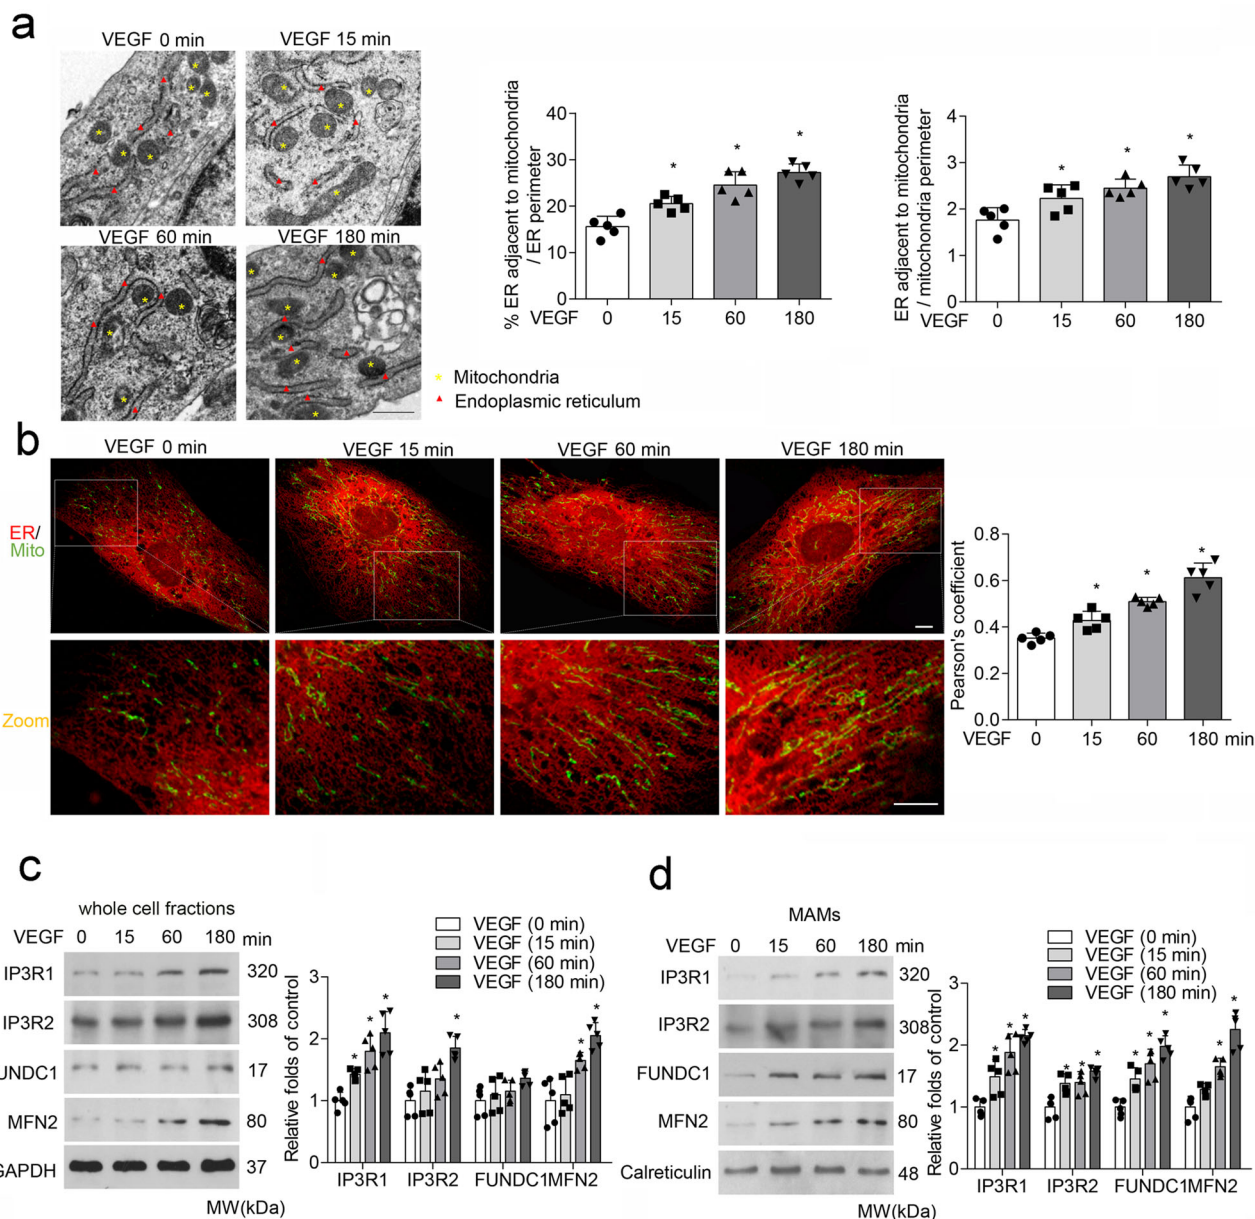 a
VEGF 0 min
VEGF 15 min
VEGF 60 min
VEGF 180 min
Mitochondria
Endoplasmic reticulum
% ER adjacent to mitochondria
/ ER perimeter
40
30
20
10
0
VEGF 0 15 60 180
ER adjacent to mitochondria
/ mitochondria perimeter
4
3
2
1
0
VEGF 0 15 60 180
b
VEGF 0 min
VEGF 15 min
VEGF 60 min
VEGF 180 min
ER/
Mito
Zoom
Pearson's coefficient
0.8
0.6
0.4
0.2
0.0
VEGF 0 15 60 180 min
c
whole cell fractions
VEGF 0 15 60 180 min
IP3R1 320
IP3R2 308
UNDC1 17
MFN2 80
GAPDH 37
MW(kDa)
VEGF (0 min)
VEGF (15 min)
VEGF (60 min)
VEGF (180 min)
Relative folds of control
3
2
1
0
IP3R1 IP3R2 FUNDC1 MFN2
d
MAMs
VEGF 0 15 60 180 min
IP3R1 320
IP3R2 308
FUNDC1 17
MFN2 80
Calreticulin 48
MW(kDa)
VEGF (0 min)
VEGF (15 min)
VEGF (60 min)
VEGF (180 min)
Relative folds of control
3
2
1
0
IP3R1 IP3R2 FUNDC1 MFN2